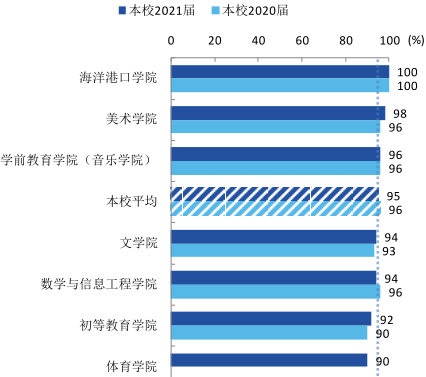 本校2021届 本校2020届
0 20 40 60 80 100 (%)
海洋港口学院 100
100
美术学院 98
96
学前教育学院（音乐学院） 96
96
本校平均 95
96
文学院 94
93
数学与信息工程学院 94
96
初等教育学院 92
90
体育学院 90